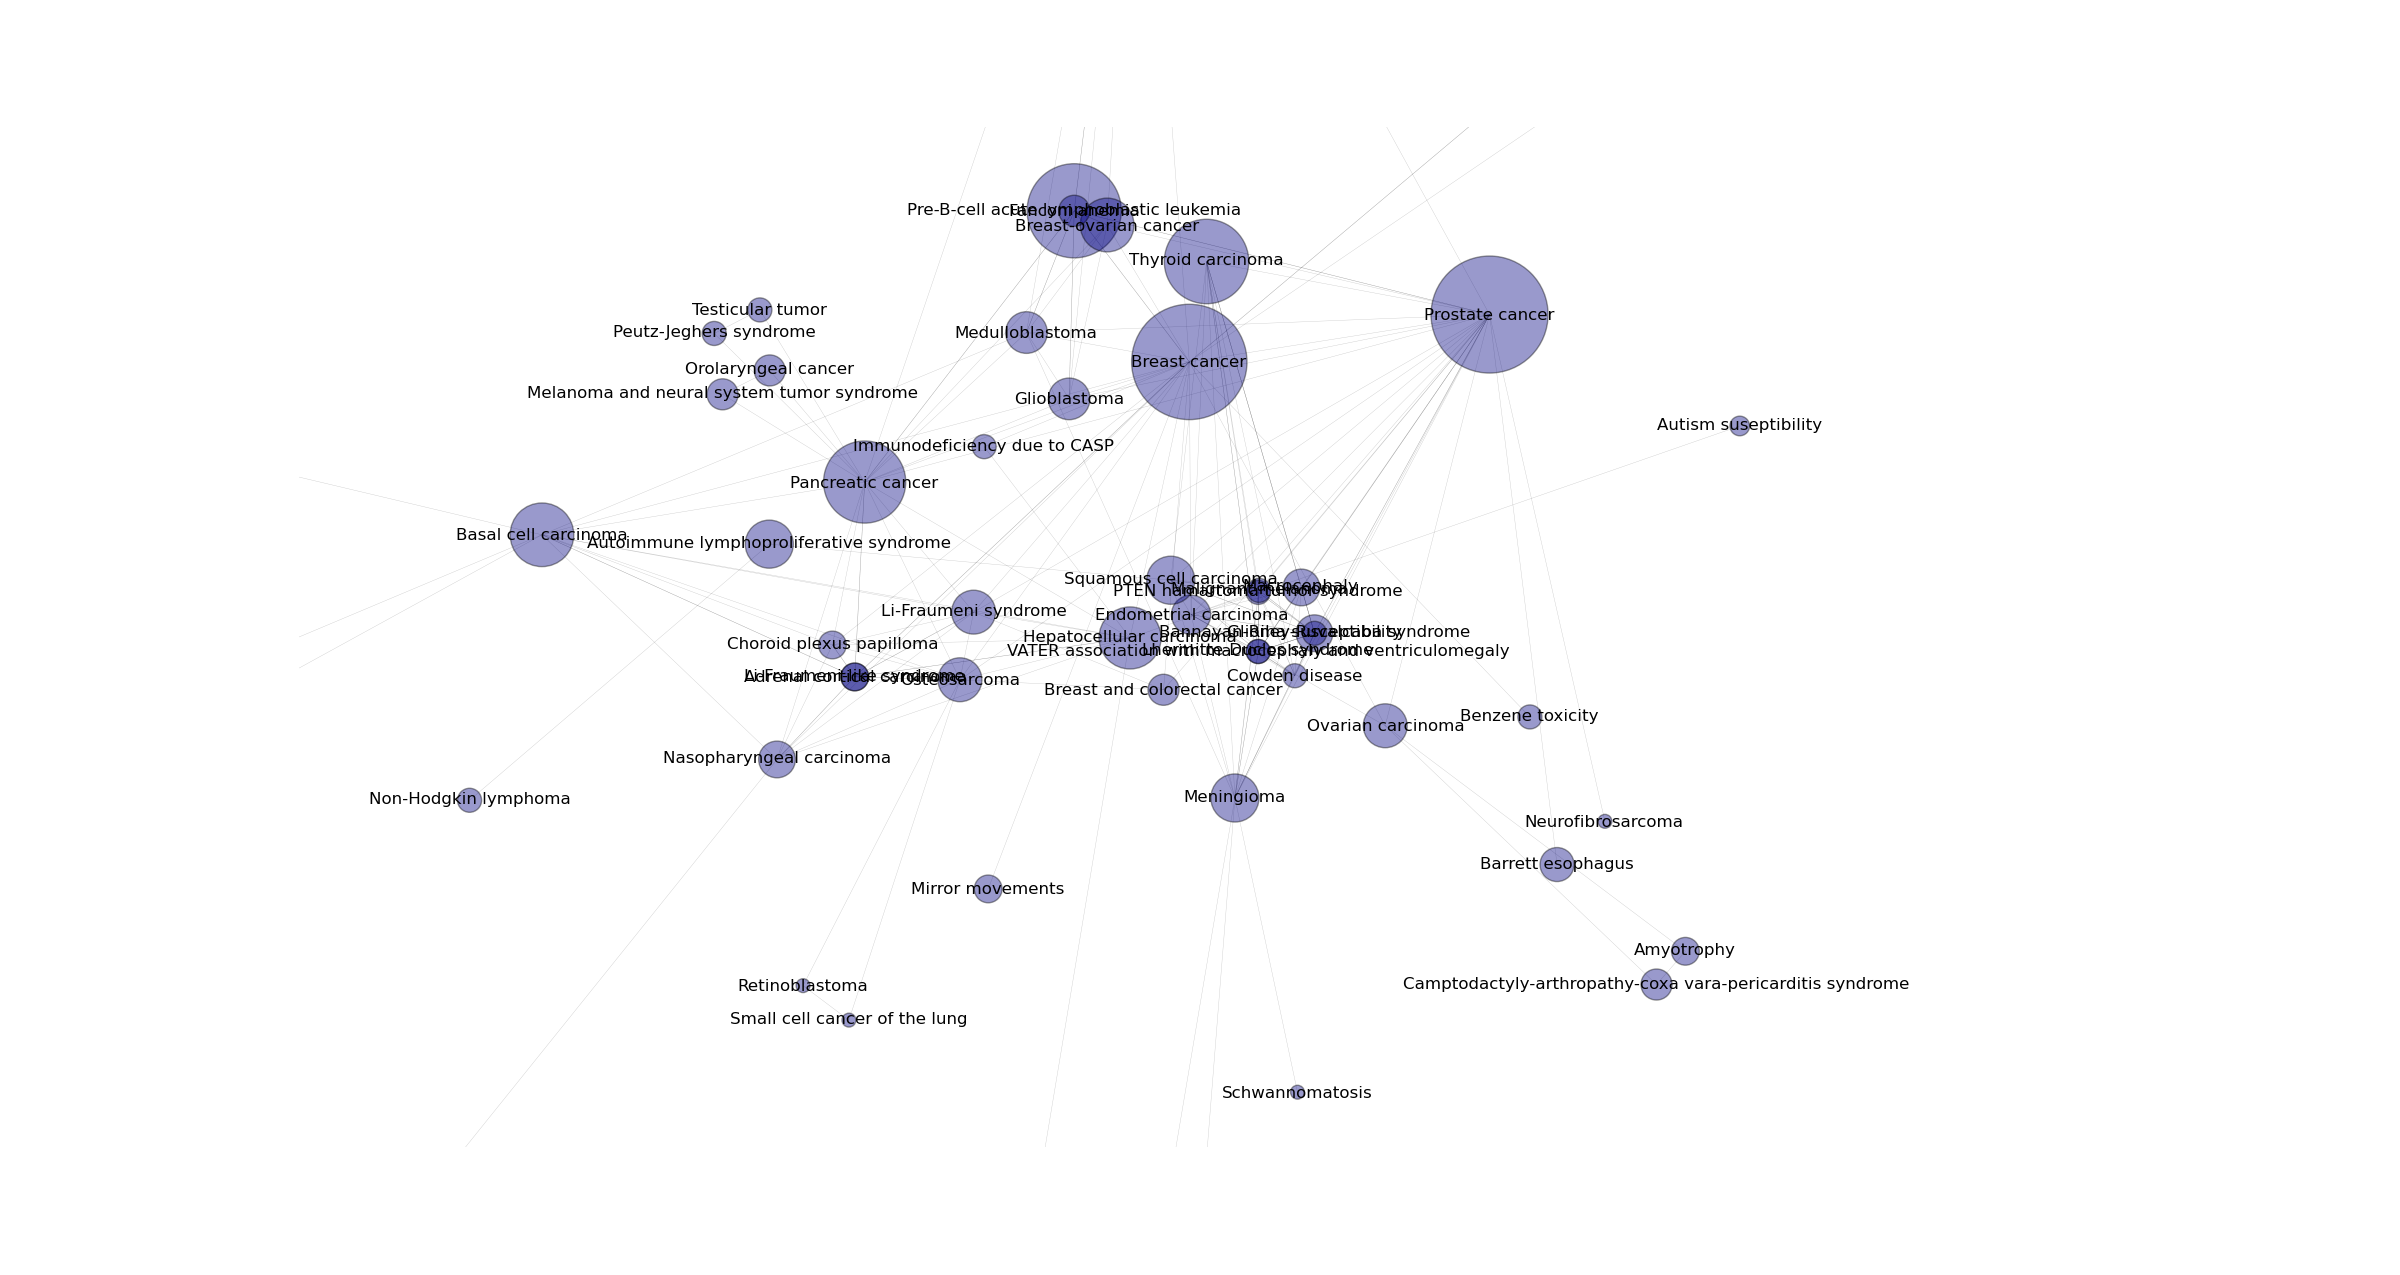 Pre-B-cell acute lymphoblastic leukemia
Fanconi anemia
Breast-ovarian cancer
Thyroid carcinoma
Testicular tumor
Prostate cancer
Peutz-Jeghers syndrome
Medulloblastoma
Breast cancer
Orolaryngeal cancer
Melanoma and neural system tumor syndrome
Glioblastoma
Autism suseptibility
Immunodeficiency due to CASP
Pancreatic cancer
Basal cell carcinoma
Autoimmune lymphoproliferative syndrome
Squamous cell carcinoma
Macrocephaly
Malignant melanoma
PTEN hamartoma tumor syndrome
Li-Fraumeni syndrome
Endometrial carcinoma
Bannayan-Riley-Ruvalcaba syndrome
Glioma susceptibility
Hepatocellular carcinoma
Choroid plexus papilloma
VATER association with macrocephaly and ventriculomegaly
Lhermitte-Duclos syndrome
Li-Fraumeni-like syndrome
Adrenal cortical carcinoma
Osteosarcoma
Cowden disease
Breast and colorectal cancer
Benzene toxicity
Ovarian carcinoma
Nasopharyngeal carcinoma
Meningioma
Non-Hodgkin lymphoma
Neurofibrosarcoma
Barrett esophagus
Mirror movements
Amyotrophy
Camptodactyly-arthropathy-coxa vara-pericarditis syndrome
Retinoblastoma
Small cell cancer of the lung
Schwannomatosis